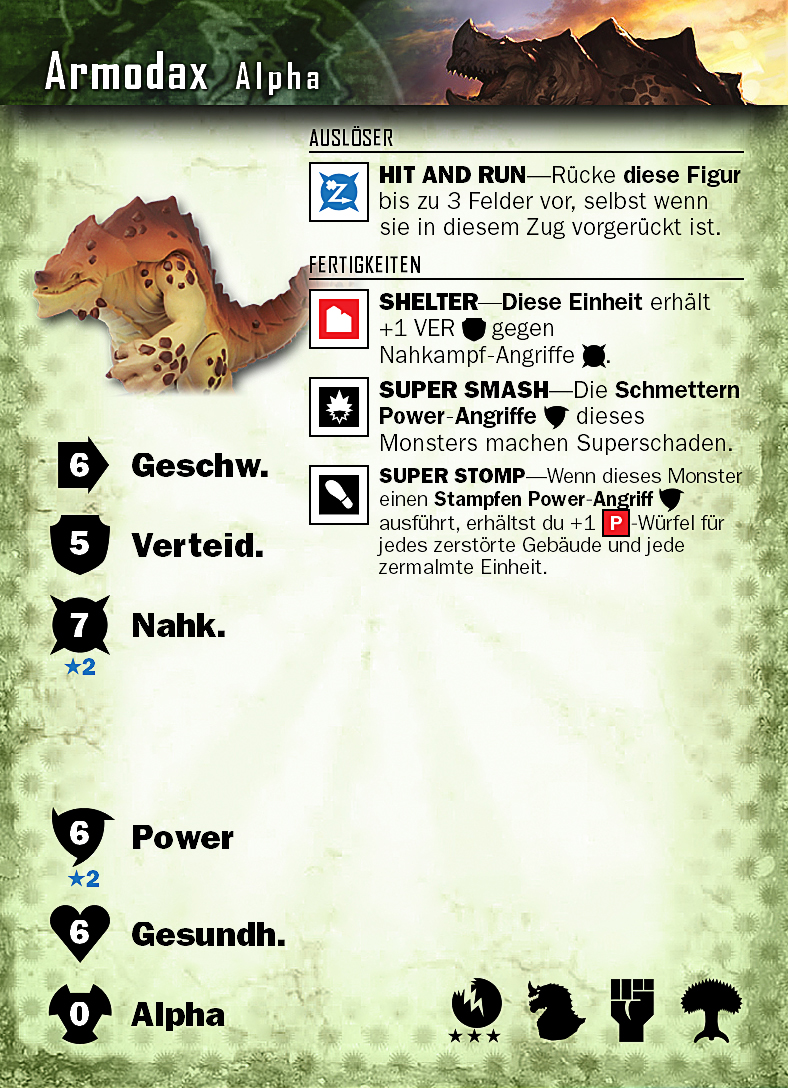 Armodax Alpha
AUSLÖSER
Z
HIT AND RUN—Rücke diese Figur
bis zu 3 Felder vor, selbst wenn
sie in diesem Zug vorgerückt ist.
FERTIGKEITEN
SHELTER—Diese Einheit erhält
+1 VER gegen
Nahkampf-Angriffe .
SUPER SMASH—Die Schmettern
Power-Angriffe dieses
Monsters machen Superschaden.
SUPER STOMP—Wenn dieses Monster
einen Stampfen Power-Angriff
ausführt, erhältst du +1 P-Würfel für
jedes zerstörte Gebäude und jede
zermalmte Einheit.
6 Geschw.
5 Verteid.
7 Nahk.
★2
6 Power
★2
6 Gesundh.
0 Alpha
★★★